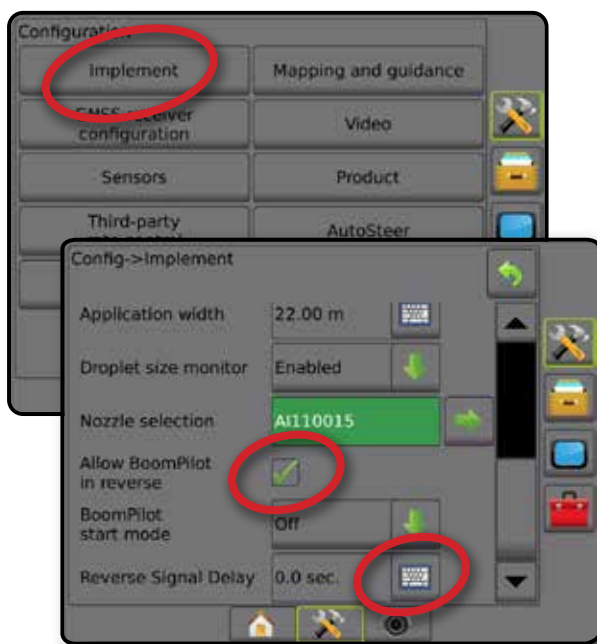 Configuration
Implement
Mapping and guidance
GNSS receiver
configuration
Video
Sensors
Product
Third-party
AutoSteer
Config->Implement
Application width
22.00 m
Droplet size monitor
Enabled
Nozzle selection
AI110015
Allow BoomPilot
in reverse
BoomPilot
start mode
Off
Reverse Signal Delay
0.0 sec.